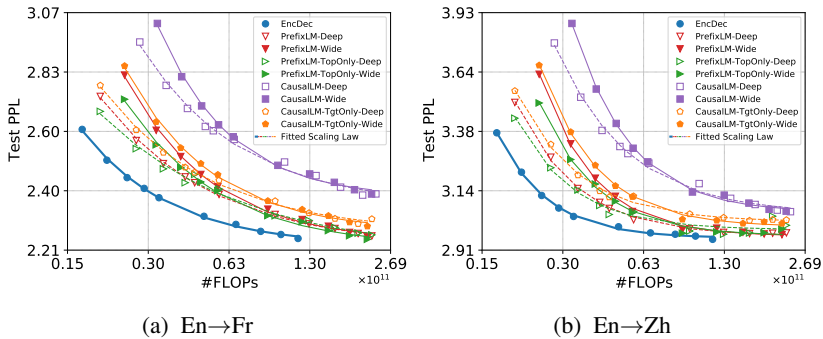 3.07
2.83
2.60
2.40
2.21
Test PPL
0.15 0.30 0.63 1.30 2.69
#FLOPs
×10¹¹
EncDec
PrefixLM-Deep
PrefixLM-Wide
PrefixLM-TopOnly-Deep
PrefixLM-TopOnly-Wide
CausalLM-Deep
CausalLM-Wide
CausalLM-TgtOnly-Deep
CausalLM-TgtOnly-Wide
Fitted Scaling Law
(a) En→Fr
3.93
3.64
3.38
3.14
2.91
Test PPL
0.15 0.30 0.63 1.30 2.69
#FLOPs
×10¹¹
EncDec
PrefixLM-Deep
PrefixLM-Wide
PrefixLM-TopOnly-Deep
PrefixLM-TopOnly-Wide
CausalLM-Deep
CausalLM-Wide
CausalLM-TgtOnly-Deep
CausalLM-TgtOnly-Wide
Fitted Scaling Law
(b) En→Zh